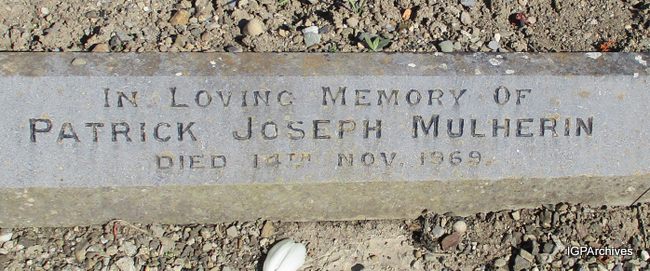 IN LOVING MEMORY OF
PATRICK JOSEPH MULHERIN
DIED 14TH NOV. 1969.
IGPArchives